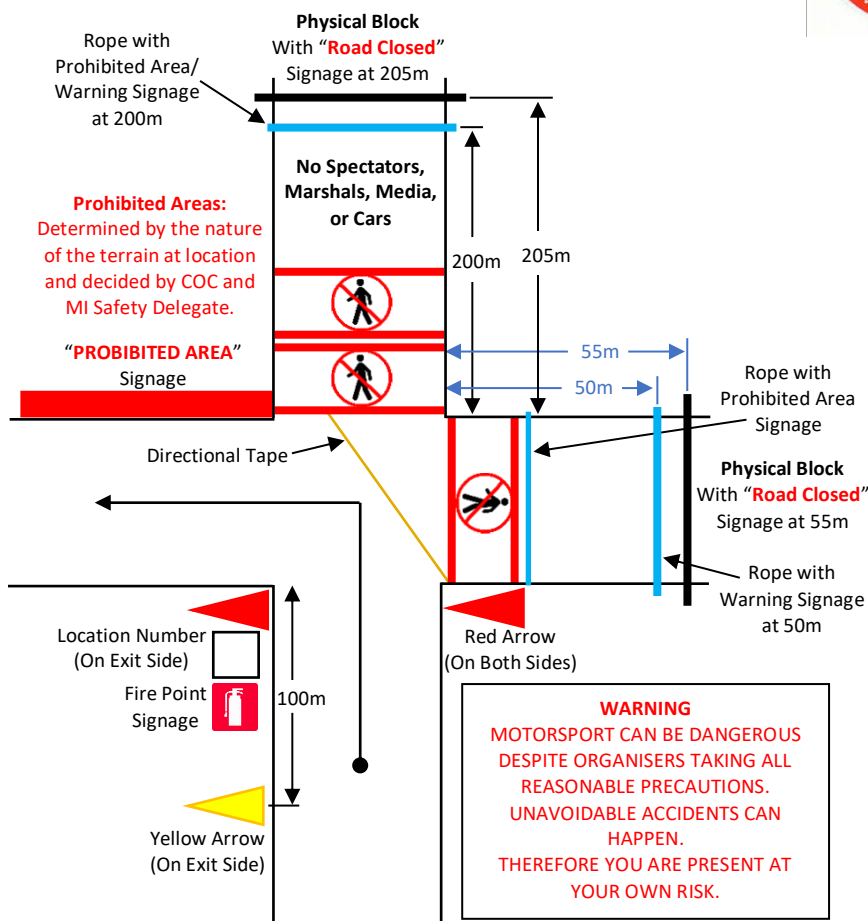 Physical Block
With “Road Closed”
Signage at 205m
Rope with
Prohibited Area/
Warning Signage
at 200m
No Spectators,
Marshals, Media,
or Cars
Prohibited Areas:
Determined by the nature
of the terrain at location
and decided by COC and
MI Safety Delegate.
200m
205m
“PROBIBITED AREA”
Signage
55m
50m
Rope with
Prohibited Area
Signage
Directional Tape
Physical Block
With “Road Closed”
Signage at 55m
Rope with
Warning Signage
at 50m
Location Number
(On Exit Side)
Fire Point
Signage
100m
Red Arrow
(On Both Sides)
Yellow Arrow
(On Exit Side)
WARNING
MOTORSPORT CAN BE DANGEROUS
DESPITE ORGANISERS TAKING ALL
REASONABLE PRECAUTIONS.
UNAVOIDABLE ACCIDENTS CAN
HAPPEN.
THEREFORE YOU ARE PRESENT AT
YOUR OWN RISK.